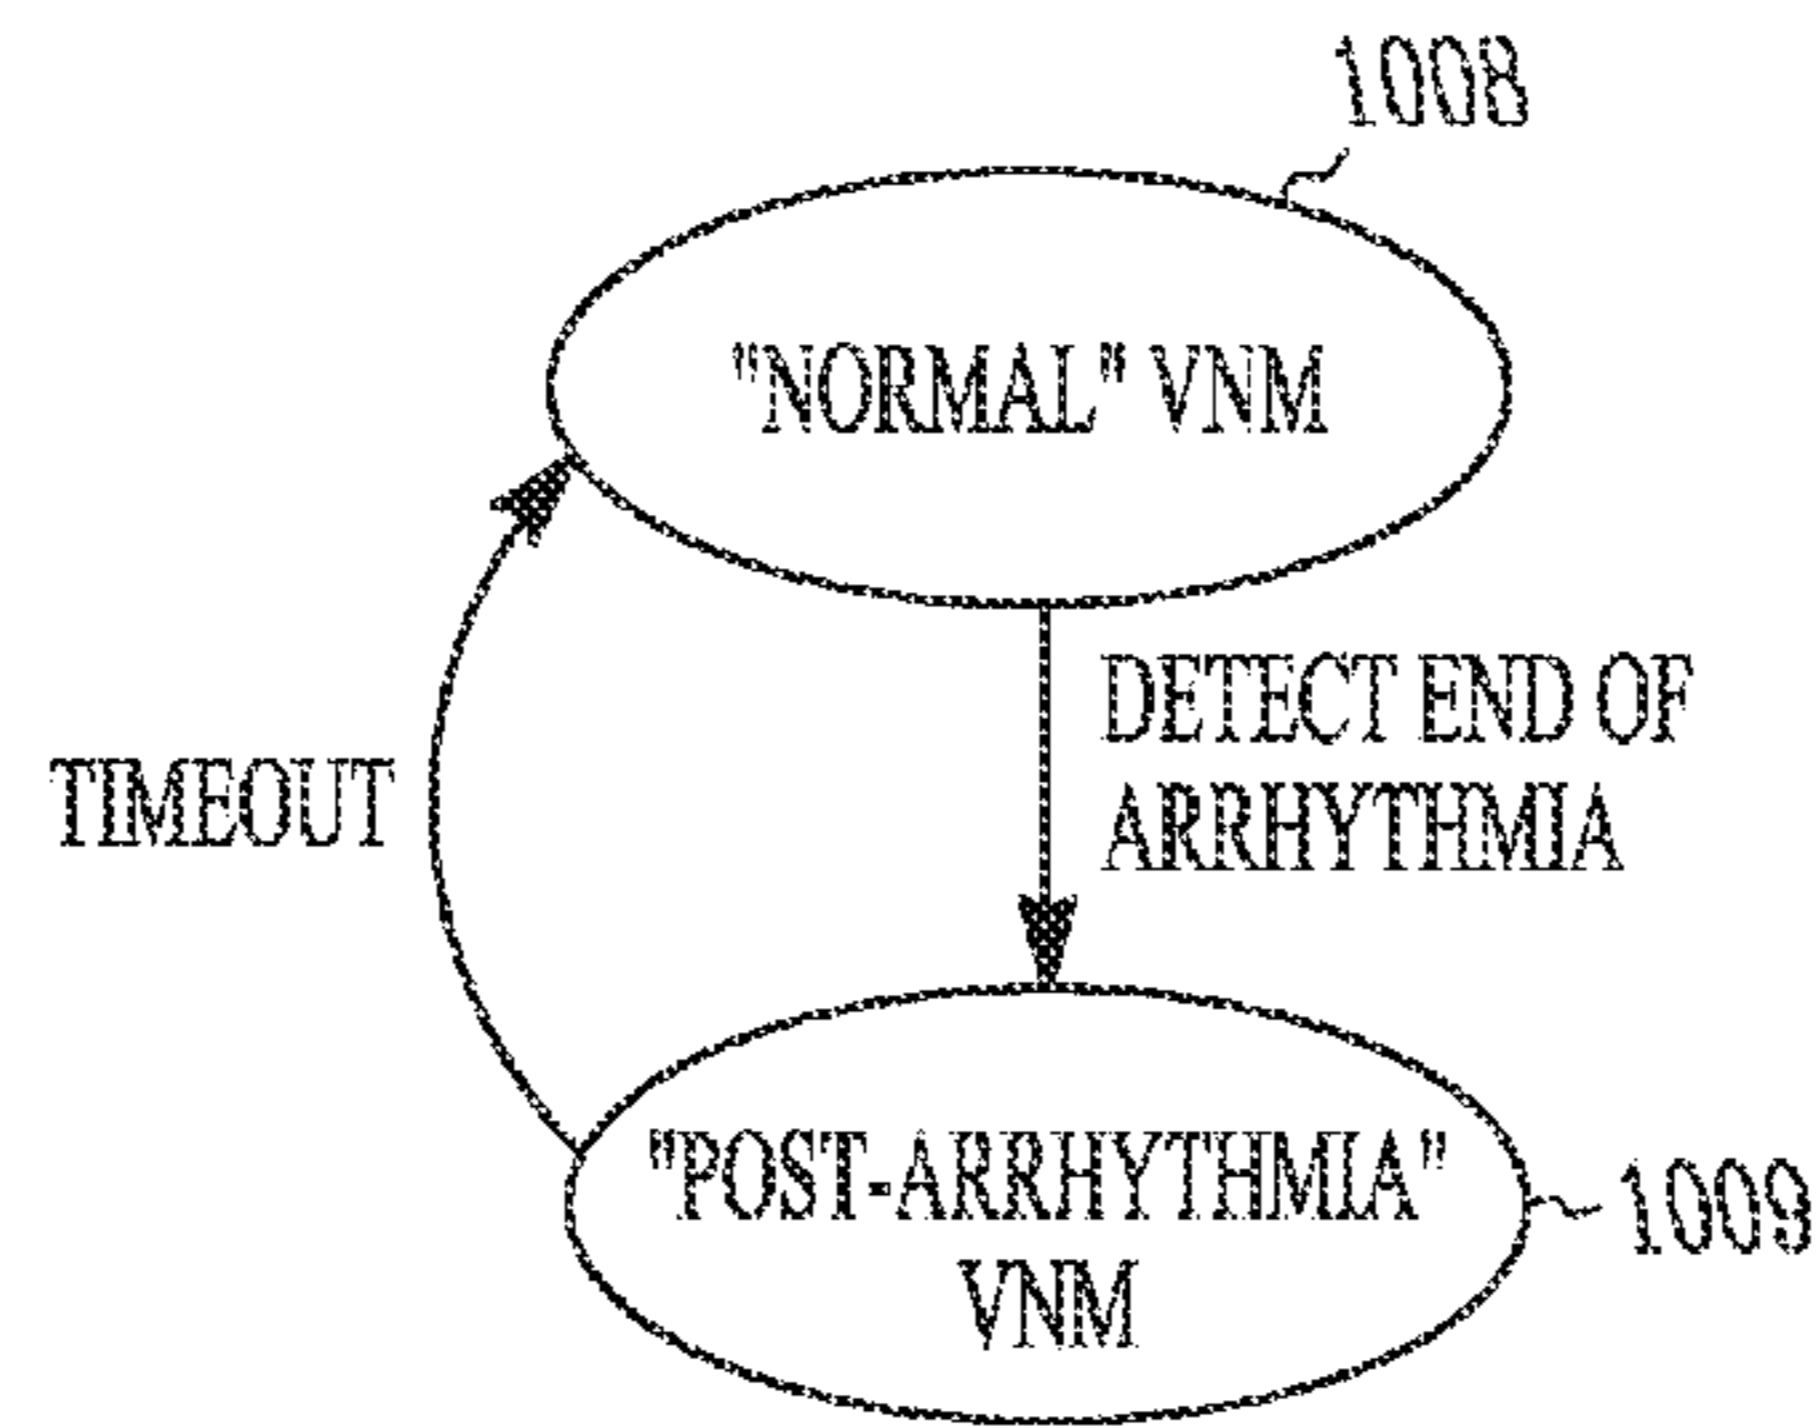 1008
"NORMAL" VNM
DETECT END OF
ARRHYTHMIA
TIMEOUT
"POST-ARRHYTHMIA"
VNM
1009